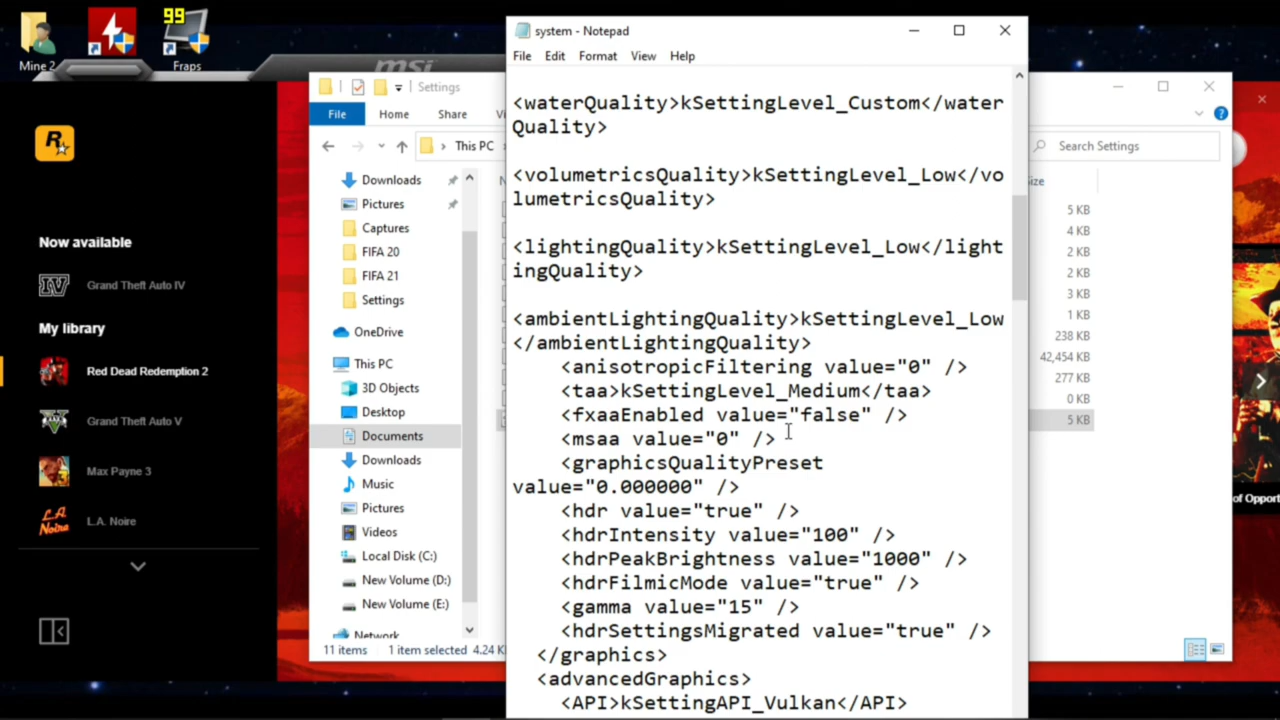 99
Mine 2
Fraps
msi
R
Now available
Grand Theft Auto IV
My library
Red Dead Redemption 2
Grand Theft Auto V
Max Payne 3
L.A. Noire
Settings
File
Home
Share
This PC
Search Settings
Downloads
Pictures
Captures
FIFA 20
FIFA 21
Settings
OneDrive
This PC
3D Objects
Desktop
Documents
Downloads
Music
Pictures
Videos
Local Disk (C:)
New Volume (D:)
New Volume (E:)
Network
11 items
1 item selected
5 KB
4 KB
2 KB
2 KB
3 KB
1 KB
238 KB
42,454 KB
277 KB
0 KB
5 KB
system - Notepad
File Edit Format View Help
<waterQuality>kSettingLevel_Custom</water
Quality>
<volumetricsQuality>kSettingLevel_Low</vo
lumetricsQuality>
<lightingQuality>kSettingLevel_Low</light
ingQuality>
<ambientLightingQuality>kSettingLevel_Low
</ambientLightingQuality>
<anisotropicFiltering value="0" />
<taa>kSettingLevel_Medium</taa>
<fxaaEnabled value="false" />
<msaa value="0" />
<graphicsQualityPreset
value="0.000000" />
<hdr value="true" />
<hdrIntensity value="100" />
<hdrPeakBrightness value="1000" />
<hdrFilmicMode value="true" />
<gamma value="15" />
<hdrSettingsMigrated value="true" />
</graphics>
<advancedGraphics>
<API>kSettingAPI_Vulkan</API>